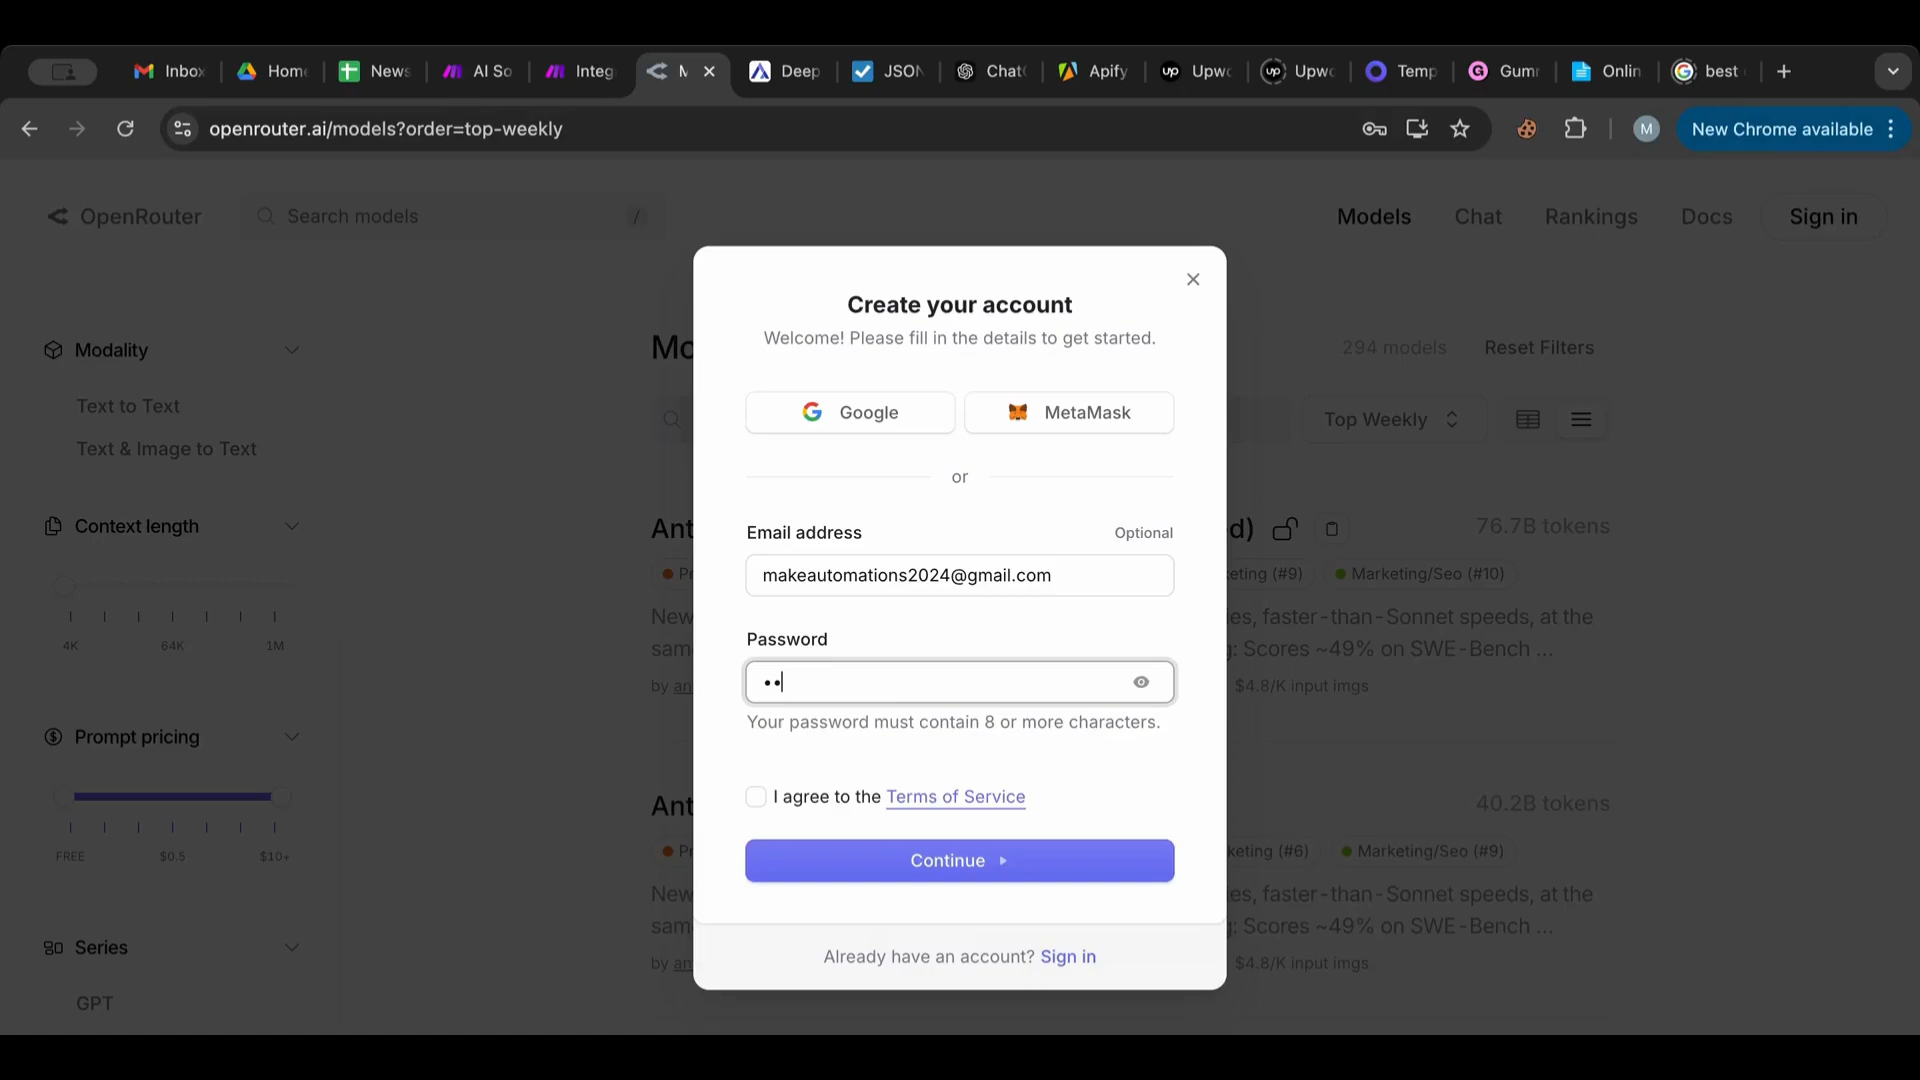 Inbox
Home
News
AI So
Integ
M
Deep
JSON
Chat
Apify
Upwo
Upwo
Temp
Gumr
Onlin
best
openrouter.ai/models?order=top-weekly
M
New Chrome available
OpenRouter
Search models
/
Models
Chat
Rankings
Docs
Sign in
Create your account
Welcome! Please fill in the details to get started.
Google
MetaMask
or
Email address
Optional
makeautomations2024@gmail.com
Password
••
Your password must contain 8 or more characters.
I agree to the Terms of Service
Continue
Already have an account? Sign in
Modality
Text to Text
Text & Image to Text
Context length
4K
64K
1M
Prompt pricing
FREE
$0.5
$10+
Series
GPT
Mo
294 models
Reset Filters
Top Weekly
Ant
d)
76.7B tokens
Pr
keting (#9)
Marketing/Seo (#10)
New
es, faster-than-Sonnet speeds, at the
sam
g: Scores ~49% on SWE-Bench ...
by an
$4.8/K input imgs
Ant
40.2B tokens
Pr
keting (#6)
Marketing/Seo (#9)
New
es, faster-than-Sonnet speeds, at the
sam
g: Scores ~49% on SWE-Bench ...
by an
$4.8/K input imgs